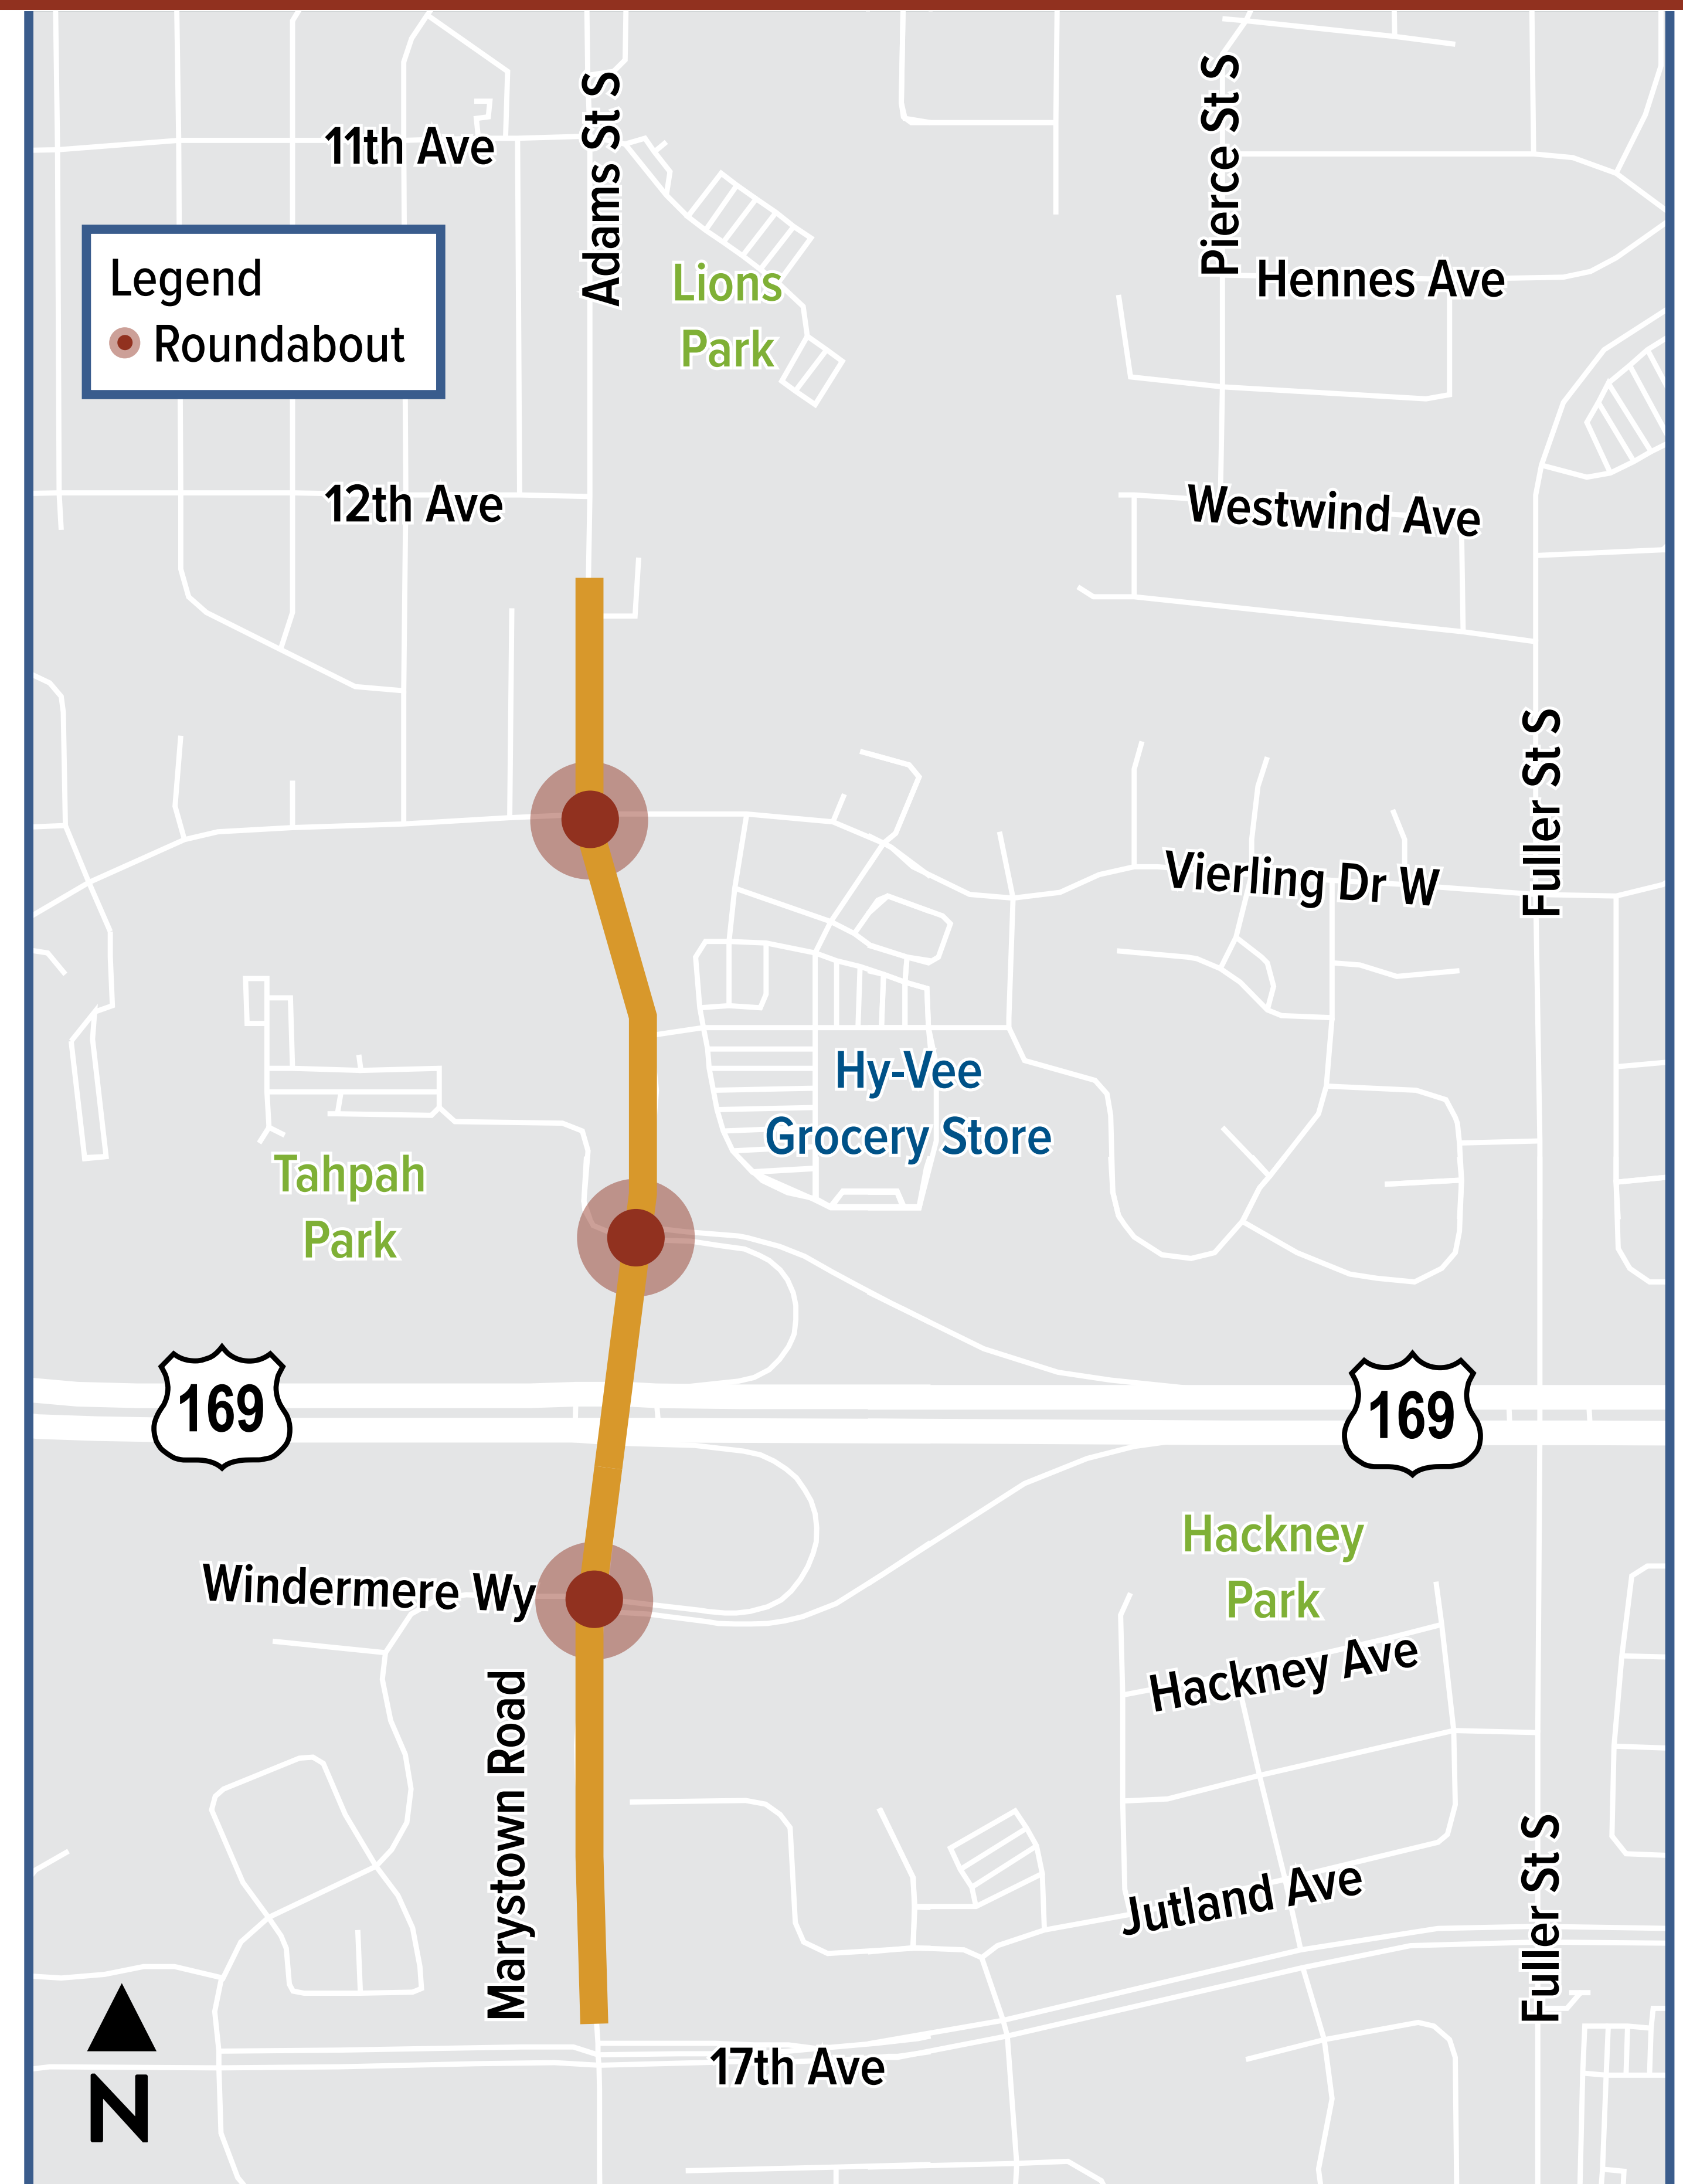 11th Ave
Adams St S
Pierce St S
Legend
Roundabout
Lions
Park
Hennes Ave
12th Ave
Westwind Ave
Fuller St S
Vierling Dr W
Hy-Vee
Grocery Store
Tahpah
Park
169
169
Windermere Wy
Hackney
Park
Hackney Ave
Marystown Road
Jutland Ave
Fuller St S
17th Ave
N